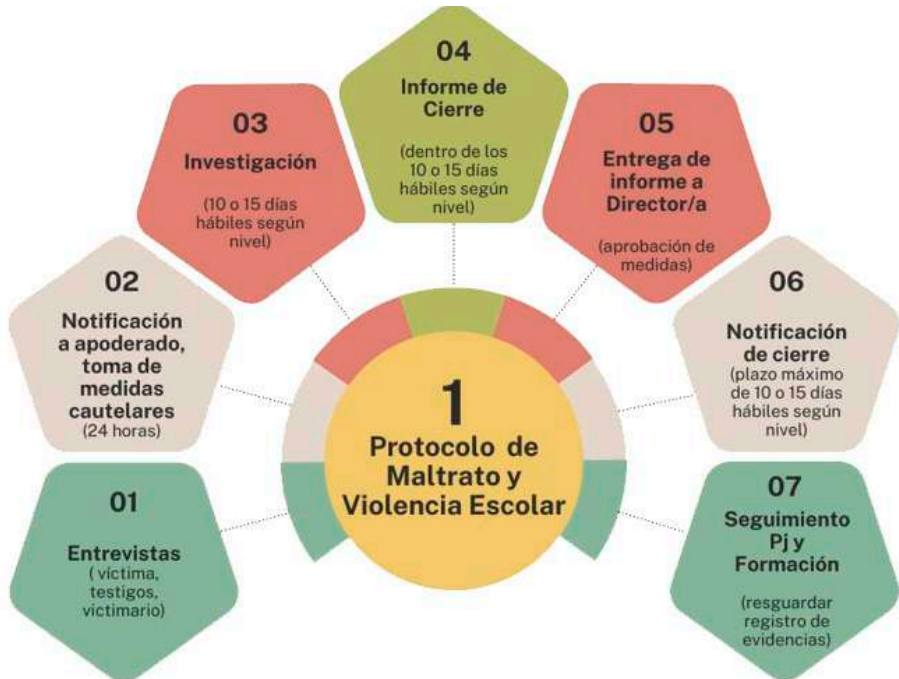 1
Protocolo de
Maltrato y
Violencia Escolar
01
Entrevistas
( víctima,
testigos,
victimario)
02
Notificación
a apoderado,
toma de
medidas
cautelares
(24 horas)
03
Investigación
(10 o 15 días
hábiles según
nivel)
04
Informe de
Cierre
(dentro de los
10 o 15 días
hábiles según
nivel)
05
Entrega de
informe a
Director/a
(aprobación de
medidas)
06
Notificación
de cierre
(plazo máximo
de 10 o 15 días
hábiles según
nivel)
07
Seguimiento
Pj y
Formación
(resguardar
registro de
evidencias)